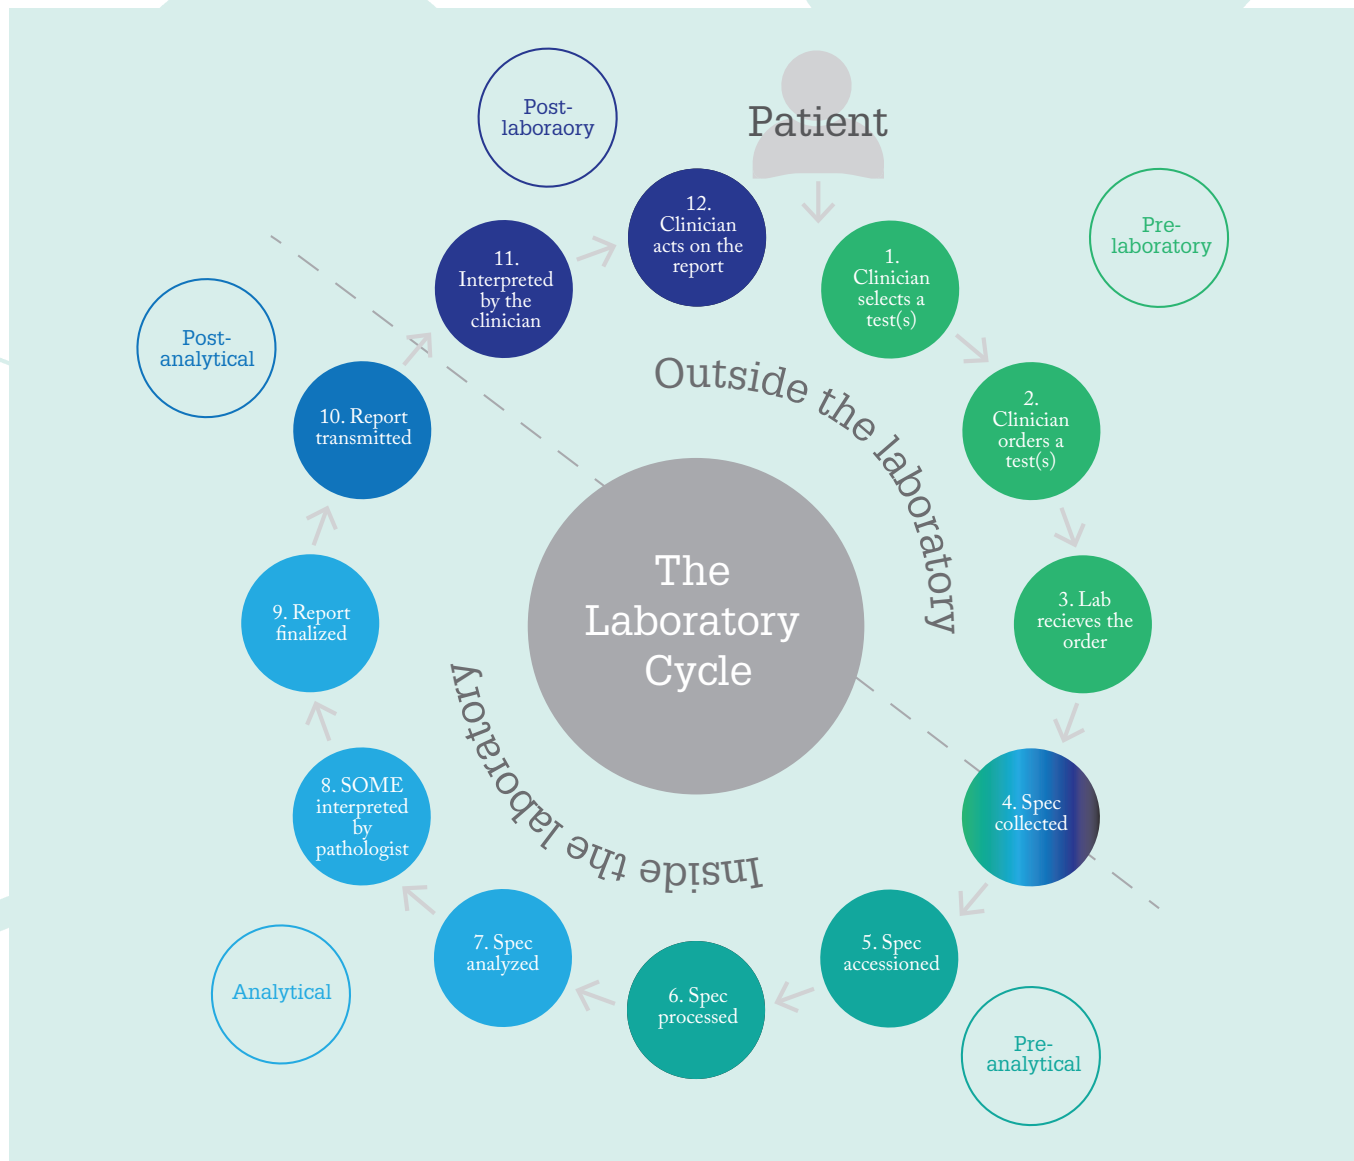 Patient
Post-
laboraory
Pre-
laboratory
12.
Clinician
acts on the
report
1.
Clinician
selects a
test(s)
11.
Interpreted
by the
clinician
Post-
analytical
2.
Clinician
orders a
test(s)
10. Report
transmitted
Outside the laboratory
The
Laboratory
Cycle
3. Lab
recieves the
order
9. Report
finalized
Inside the laboratory
4. Spec
collected
8. SOME
interpreted
by
pathologist
5. Spec
accessioned
7. Spec
analyzed
6. Spec
processed
Analytical
Pre-
analytical